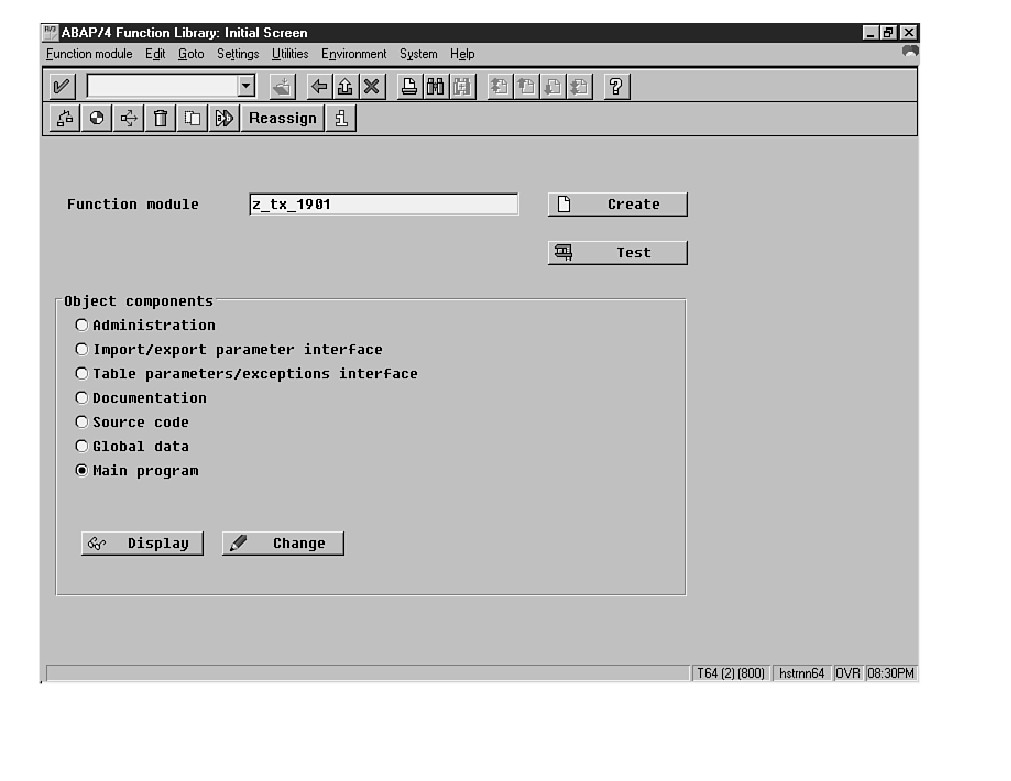 ABAP/4 Function Library: Initial Screen
Function module Edit Goto Settings Utilities Environment System Help
Reassign
Function module z_tx_1901 Create
Test
Object components
Administration
Import/export parameter interface
Table parameters/exceptions interface
Documentation
Source code
Global data
Main program
Display Change
T64 (2) (800) hstrnn64 OVR 08:30PM